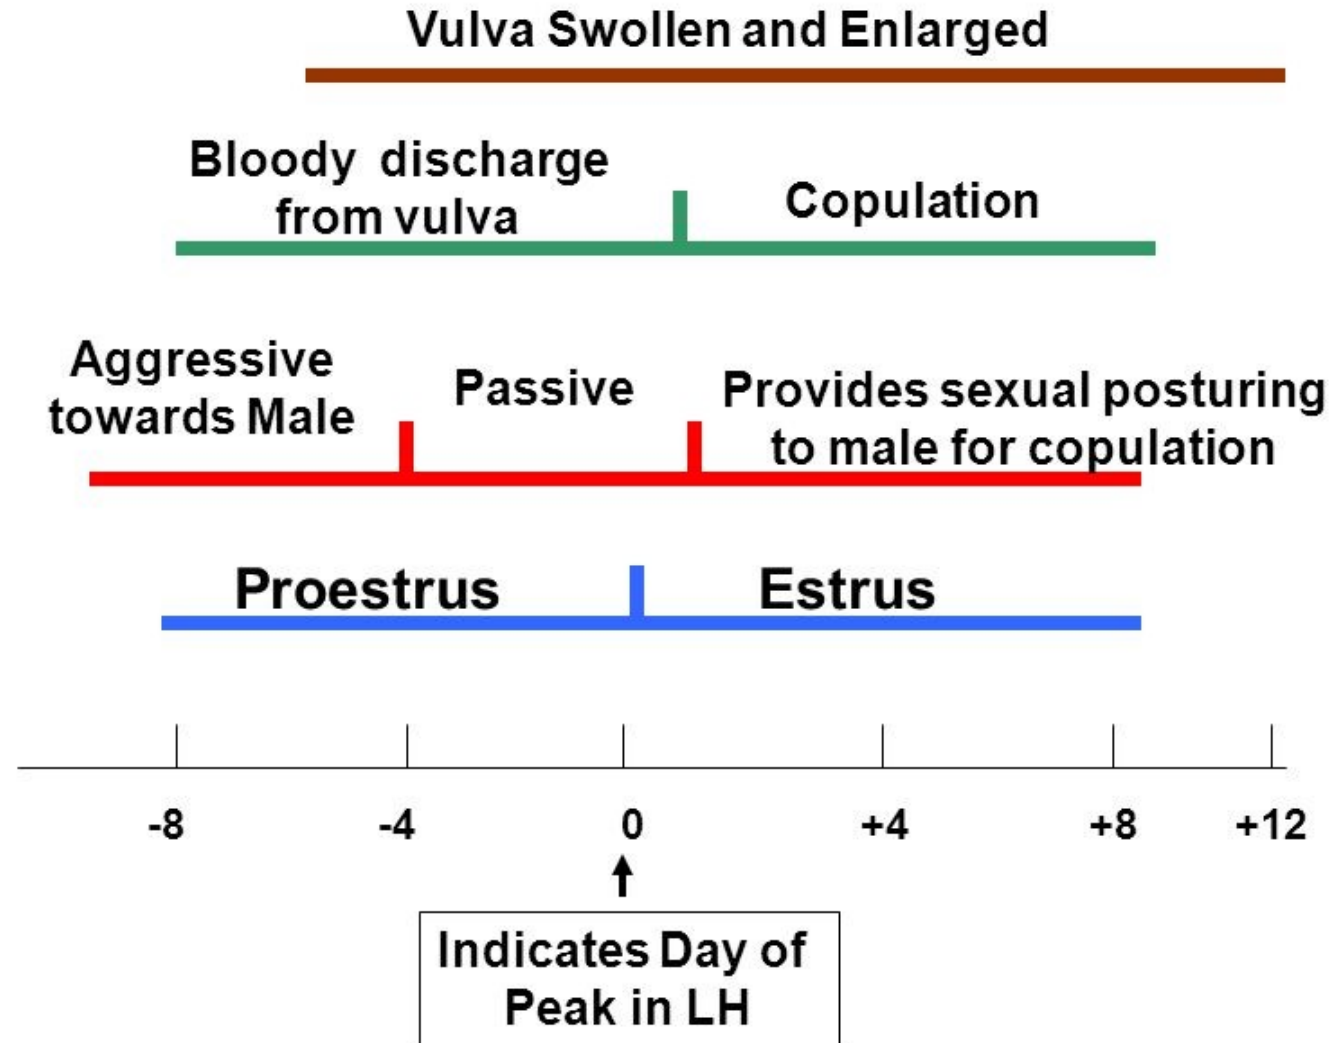 Vulva Swollen and Enlarged
Bloody discharge
from vulva
Copulation
Aggressive
towards Male
Passive
Provides sexual posturing
to male for copulation
Proestrus
Estrus
-8
-4
0
+4
+8
+12
Indicates Day of
Peak in LH